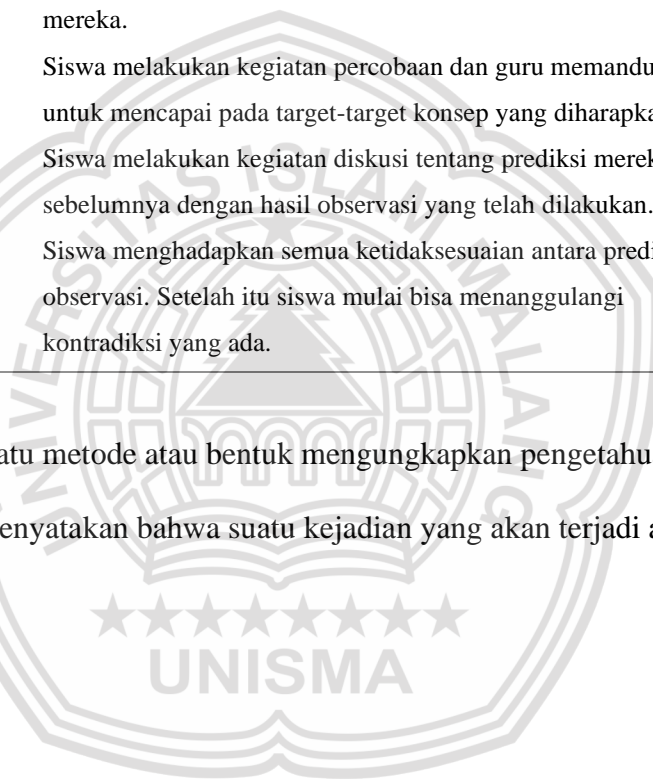 mereka.
Siswa melakukan kegiatan percobaan dan guru memandu
untuk mencapai pada target-target konsep yang diharapka
Siswa melakukan kegiatan diskusi tentang prediksi merek
sebelumnya dengan hasil observasi yang telah dilakukan.
Siswa menghadapkan semua ketidaksesuaian antara predi
observasi. Setelah itu siswa mulai bisa menanggulangi
kontradiksi yang ada.
atu metode atau bentuk mengungkapkan pengetahu
enyatakan bahwa suatu kejadian yang akan terjadi a
UNIVERSITAS ISLAM MALANG
UNISMA